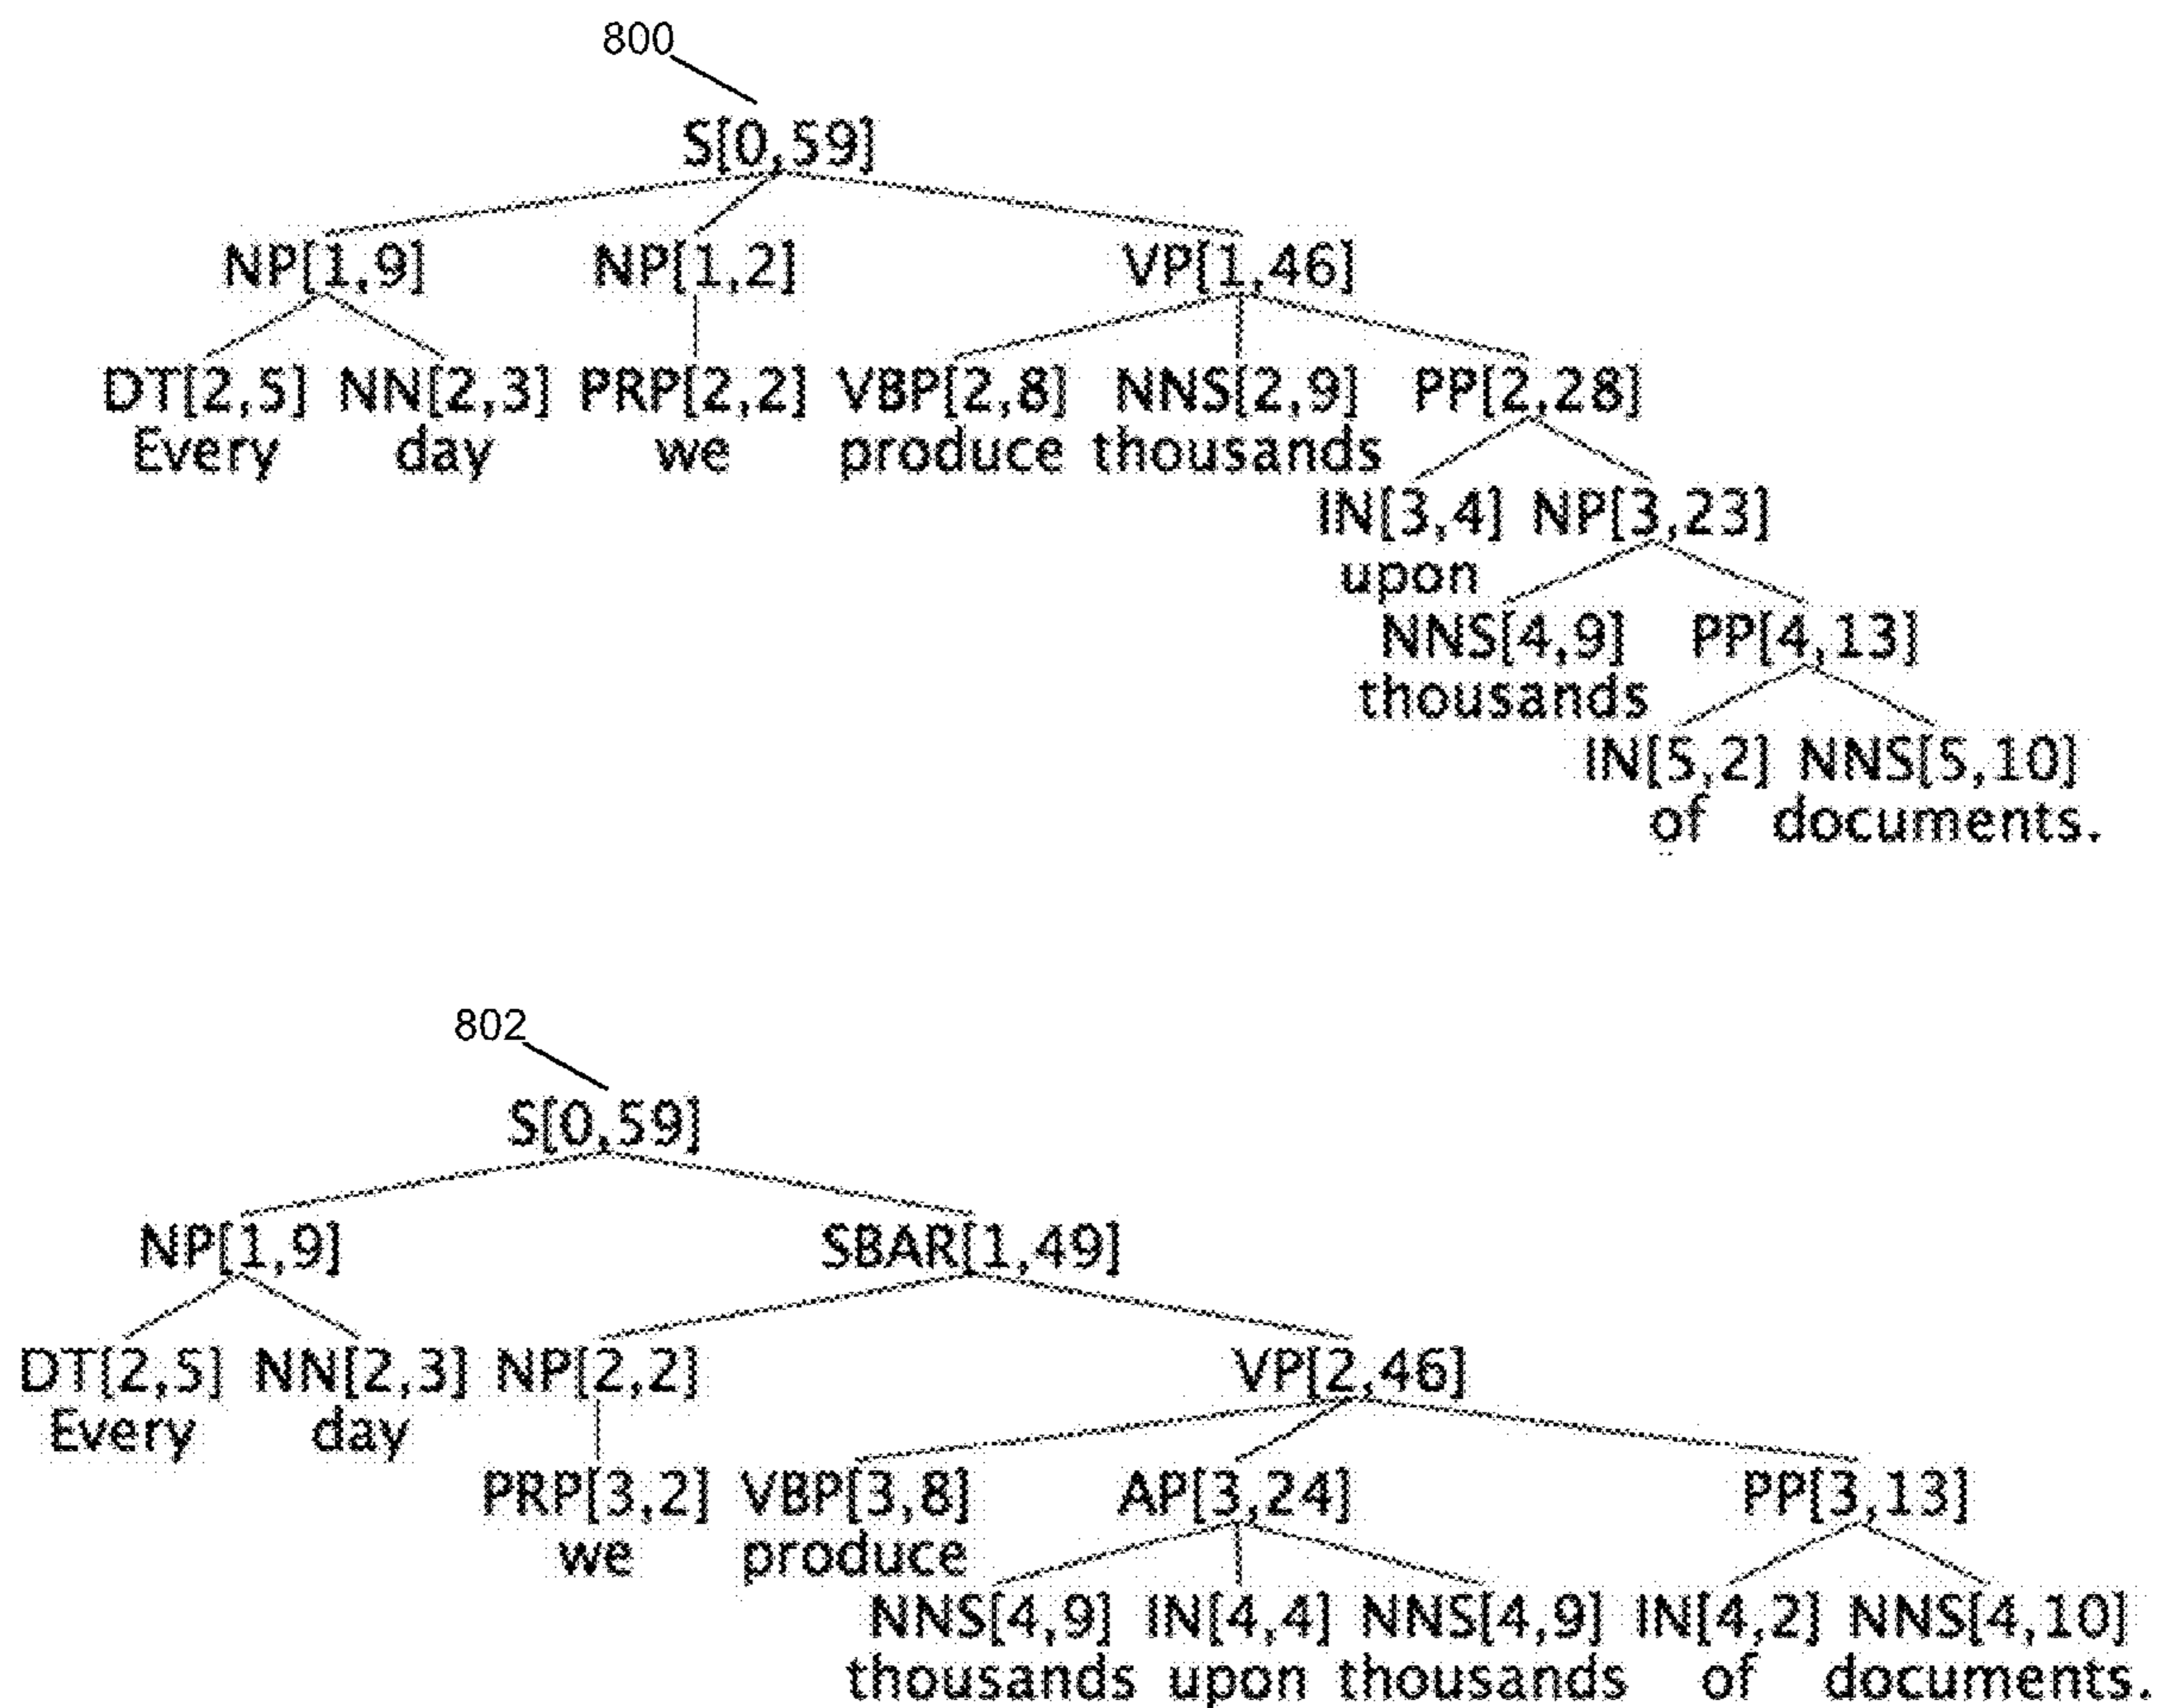 800
S[0,59]
NP[1,9] NP[1,2] VP[1,46]
DT[2,5] NN[2,3] PRP[2,2] VBP[2,8] NNS[2,9] PP[2,28]
Every day we produce thousands
IN[3,4] NP[3,23]
upon
NNS[4,9] PP[4,13]
thousands
IN[5,2] NNS[5,10]
of documents.
802
S[0,59]
NP[1,9] SBAR[1,49]
DT[2,5] NN[2,3] NP[2,2] VP[2,46]
Every day
PRP[3,2] VBP[3,8] AP[3,24] PP[3,13]
we produce
NNS[4,9] IN[4,4] NNS[4,9] IN[4,2] NNS[4,10]
thousands upon thousands of documents.